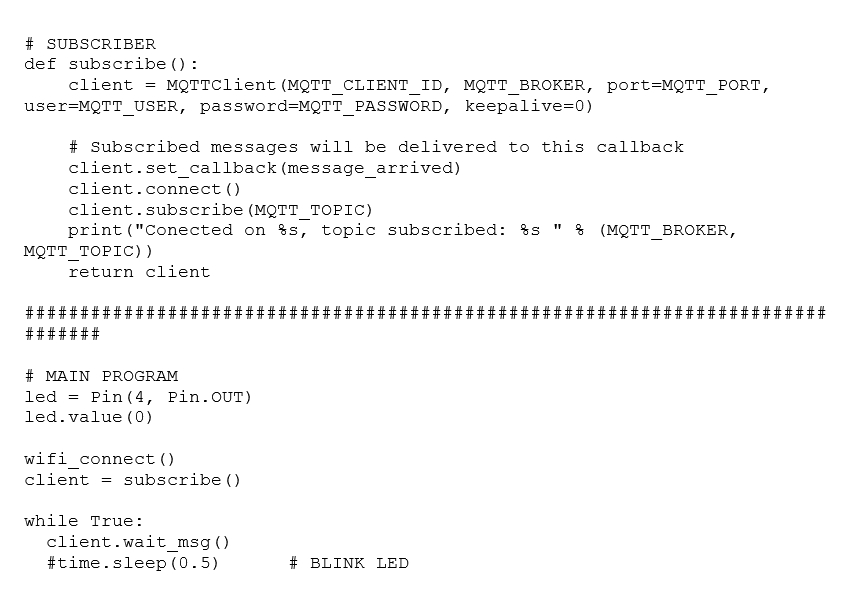 # SUBSCRIBER
def subscribe():
    client = MQTTClient(MQTT_CLIENT_ID, MQTT_BROKER, port=MQTT_PORT,
user=MQTT_USER, password=MQTT_PASSWORD, keepalive=0)

    # Subscribed messages will be delivered to this callback
    client.set_callback(message_arrived)
    client.connect()
    client.subscribe(MQTT_TOPIC)
    print("Conected on %s, topic subscribed: %s " % (MQTT_BROKER,
MQTT_TOPIC))
    return client

#########################################################################
#######

# MAIN PROGRAM
led = Pin(4, Pin.OUT)
led.value(0)

wifi_connect()
client = subscribe()

while True:
  client.wait_msg()
  #time.sleep(0.5)      # BLINK LED